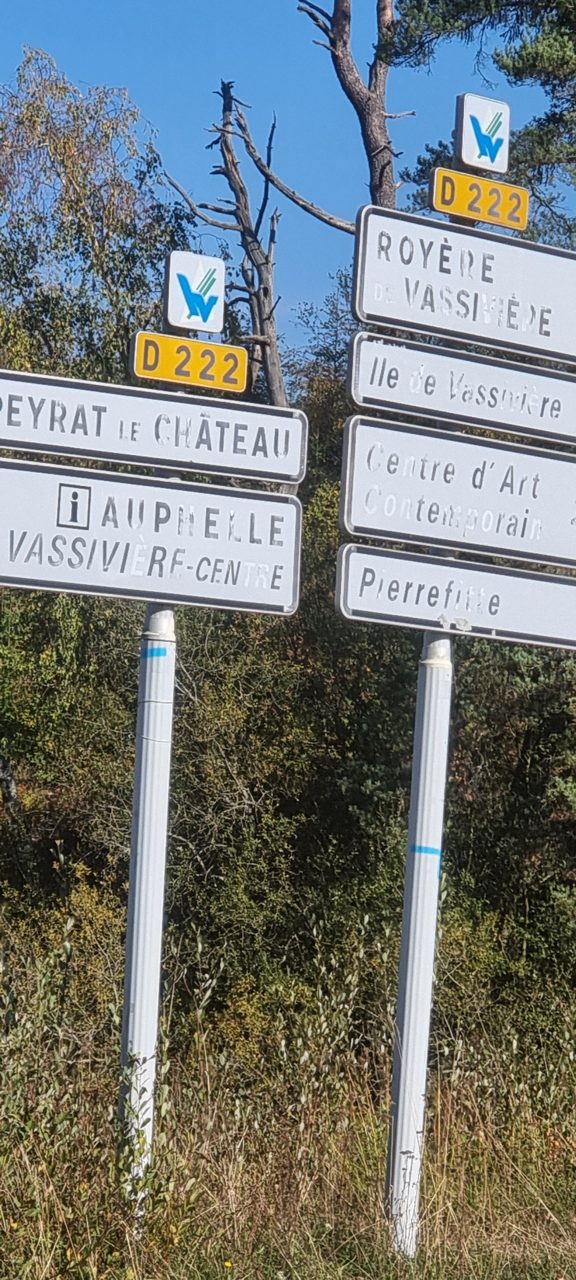 D 222
PEYRAT LE CHÂTEAU
i AUPHELLE
VASSIVIÈRE-CENTRE
D 222
ROYÈRE
DE VASSIVIÈRE
Ile de Vassivière
Centre d'Art
Contemporain
Pierrefitte